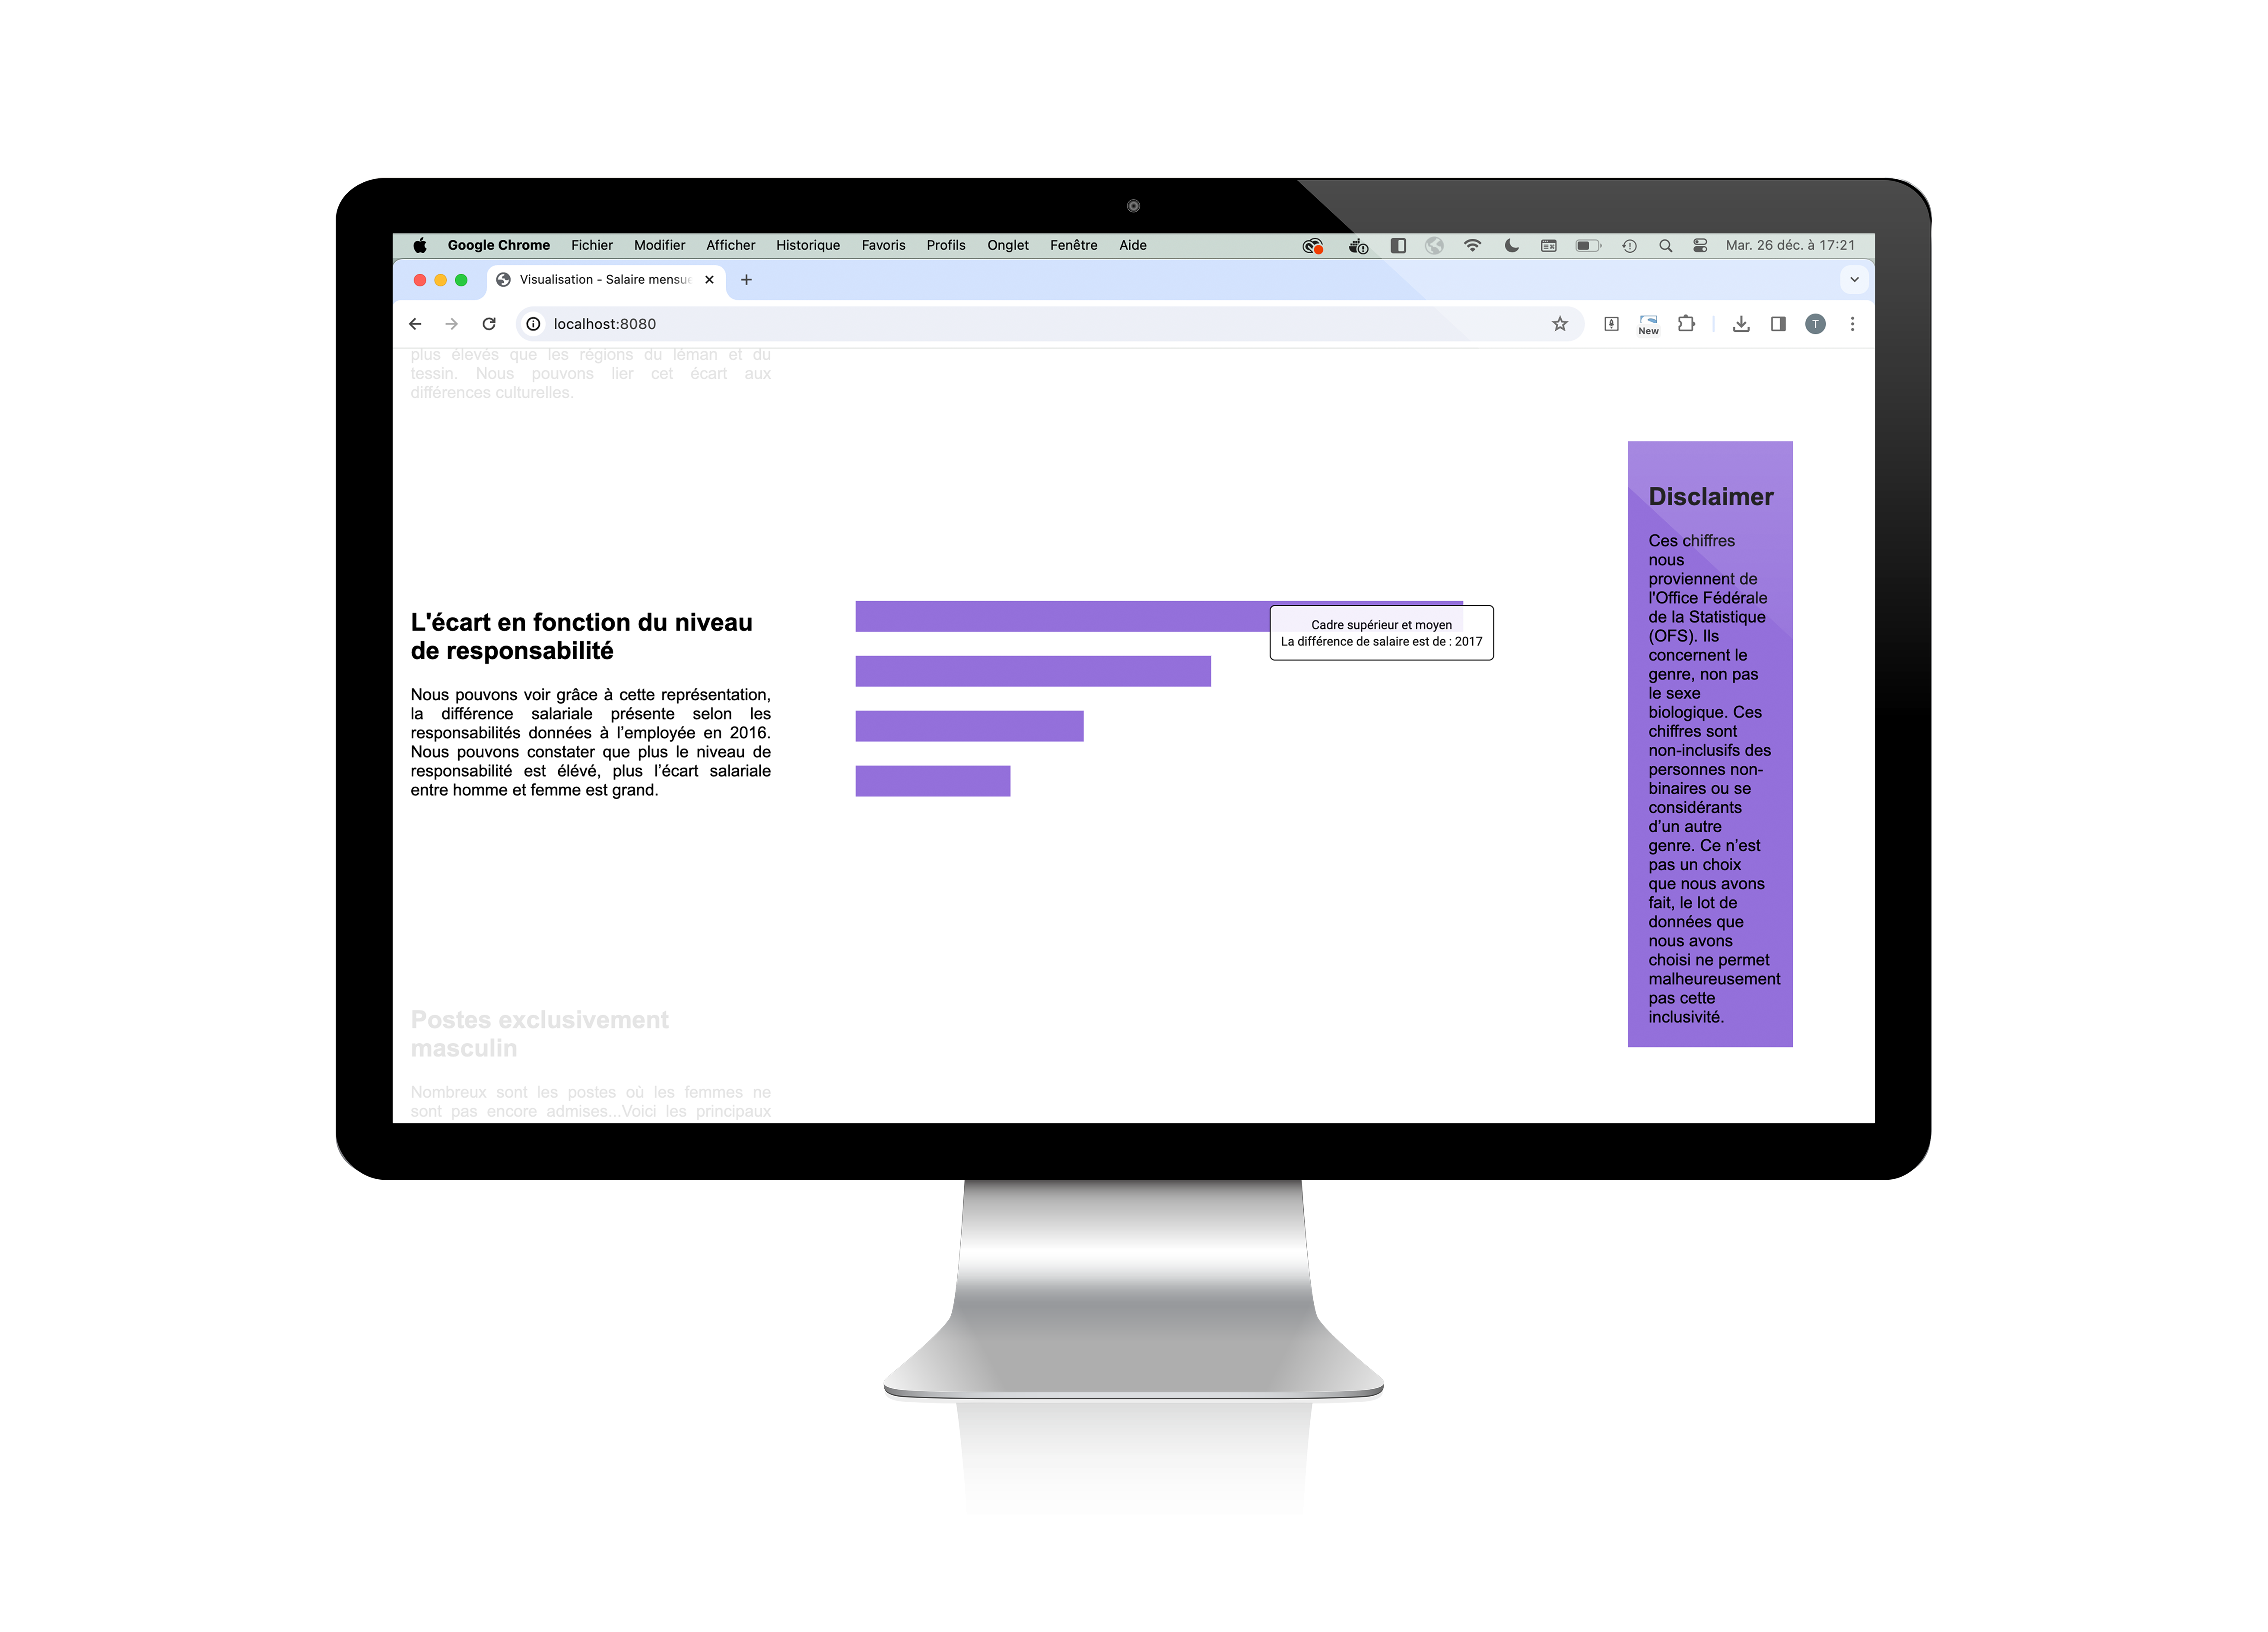 Google Chrome Fichier Modifier Afficher Historique Favoris Profils Onglet Fenêtre Aide Mar. 26 déc. à 17:21
Visualisation - Salaire mensue
localhost:8080
New
T
plus élevés que les régions du léman et du
tessin. Nous pouvons lier cet écart aux
différences culturelles.
L'écart en fonction du niveau
de responsabilité
Nous pouvons voir grâce à cette représentation,
la différence salariale présente selon les
responsabilités données à l'employée en 2016.
Nous pouvons constater que plus le niveau de
responsabilité est élévé, plus l'écart salariale
entre homme et femme est grand.
Postes exclusivement
masculin
Nombreux sont les postes où les femmes ne
sont pas encore admises...Voici les principaux
Cadre supérieur et moyen
La différence de salaire est de : 2017
Disclaimer
Ces chiffres
nous
proviennent de
l'Office Fédérale
de la Statistique
(OFS). Ils
concernent le
genre, non pas
le sexe
biologique. Ces
chiffres sont
non-inclusifs des
personnes non-
binaires ou se
considérants
d'un autre
genre. Ce n'est
pas un choix
que nous avons
fait, le lot de
données que
nous avons
choisi ne permet
malheureusement
pas cette
inclusivité.